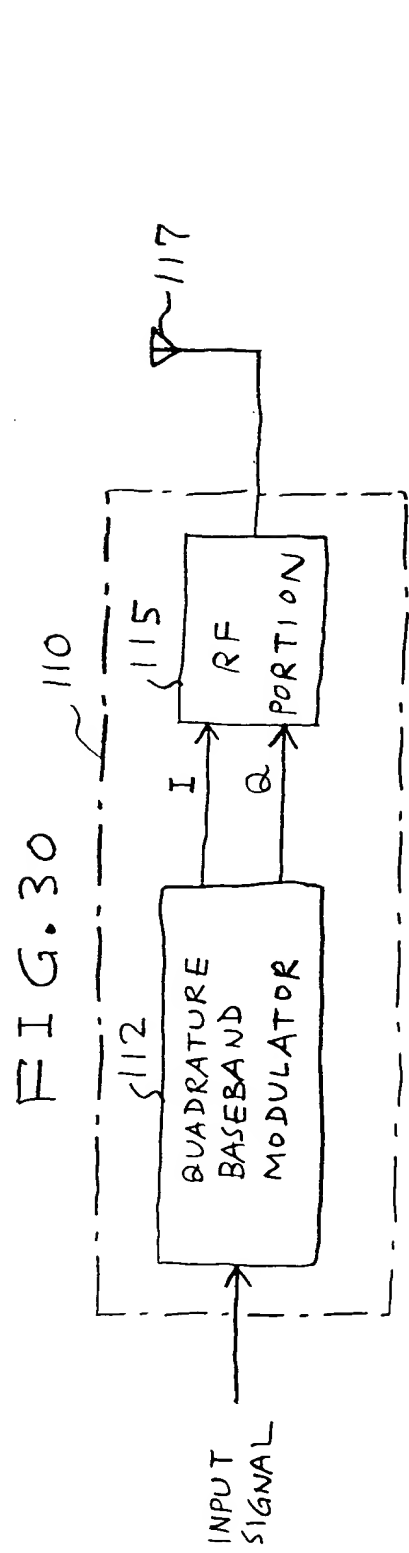 FIG.30
110
112
115
117
INPUT
SIGNAL
QUADRATURE
BASEBAND
MODULATOR
I
Q
RF
PORTION